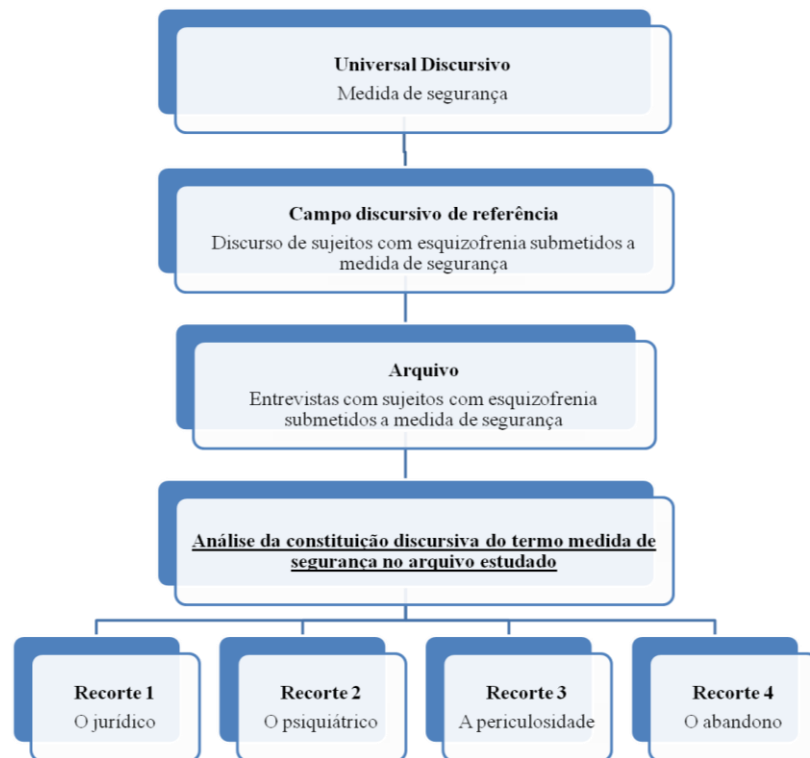 Universal Discursivo
Medida de segurança
Campo discursivo de referência
Discurso de sujeitos com esquizofrenia submetidos a
medida de segurança
Arquivo
Entrevistas com sujeitos com esquizofrenia
submetidos a medida de segurança
Análise da constituição discursiva do termo medida de
segurança no arquivo estudado
Recorte 1
O jurídico
Recorte 2
O psiquiátrico
Recorte 3
A periculosidade
Recorte 4
O abandono